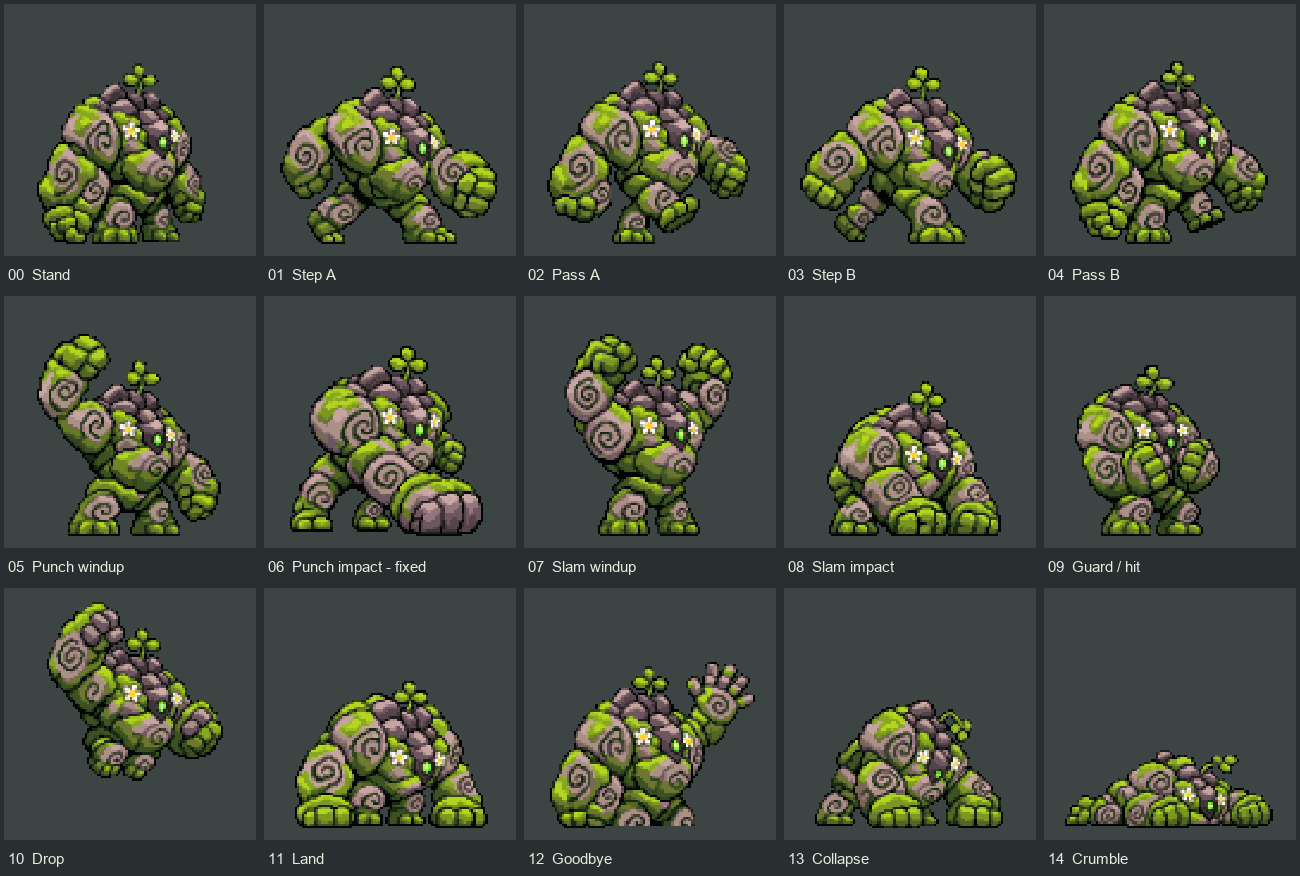 00 Stand
01 Step A
02 Pass A
03 Step B
04 Pass B
05 Punch windup
06 Punch impact - fixed
07 Slam windup
08 Slam impact
09 Guard / hit
10 Drop
11 Land
12 Goodbye
13 Collapse
14 Crumble